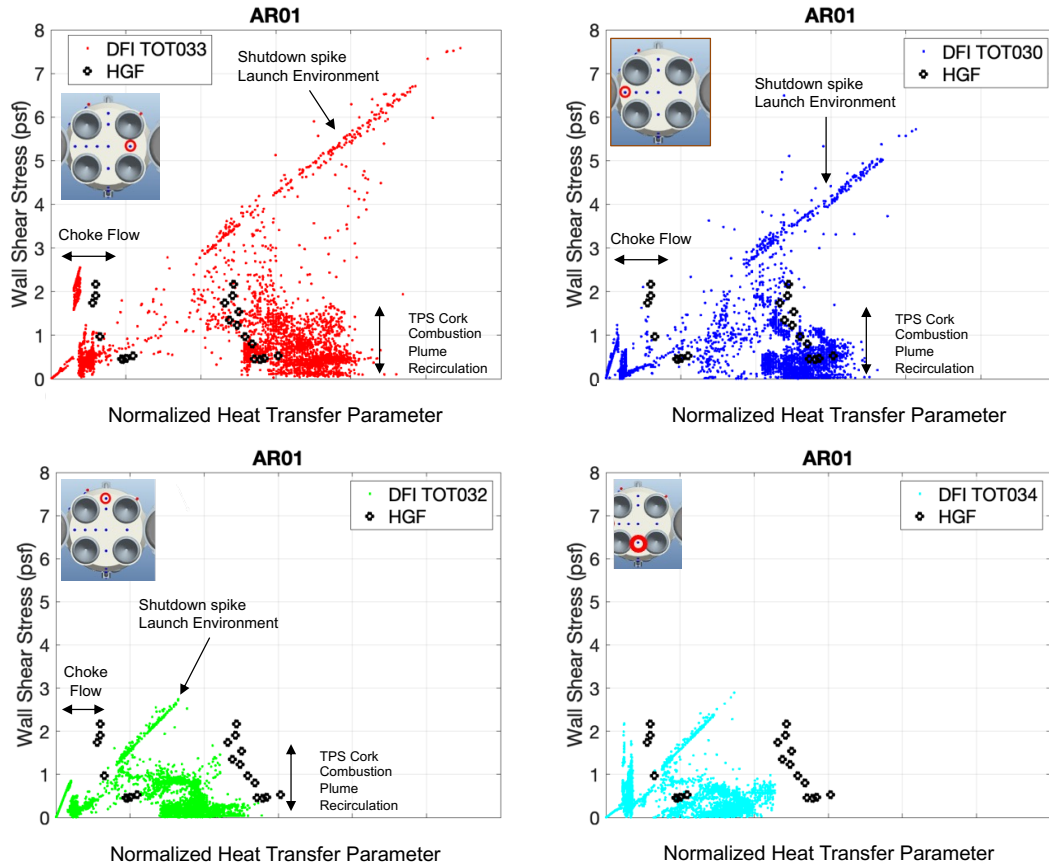 AR01
8
7
6
5
4
3
2
1
0
Wall Shear Stress (psf)
DFI TOT033
HGF
Shutdown spike
Launch Environment
Choke Flow
TPS Cork
Combustion
Plume
Recirculation
Normalized Heat Transfer Parameter
AR01
8
7
6
5
4
3
2
1
0
Wall Shear Stress (psf)
DFI TOT030
HGF
Shutdown spike
Launch Environment
Choke Flow
TPS Cork
Combustion
Plume
Recirculation
Normalized Heat Transfer Parameter
AR01
8
7
6
5
4
3
2
1
0
Wall Shear Stress (psf)
DFI TOT032
HGF
Shutdown spike
Launch Environment
Choke
Flow
TPS Cork
Combustion
Plume
Recirculation
Normalized Heat Transfer Parameter
AR01
8
7
6
5
4
3
2
1
0
Wall Shear Stress (psf)
DFI TOT034
HGF
Normalized Heat Transfer Parameter